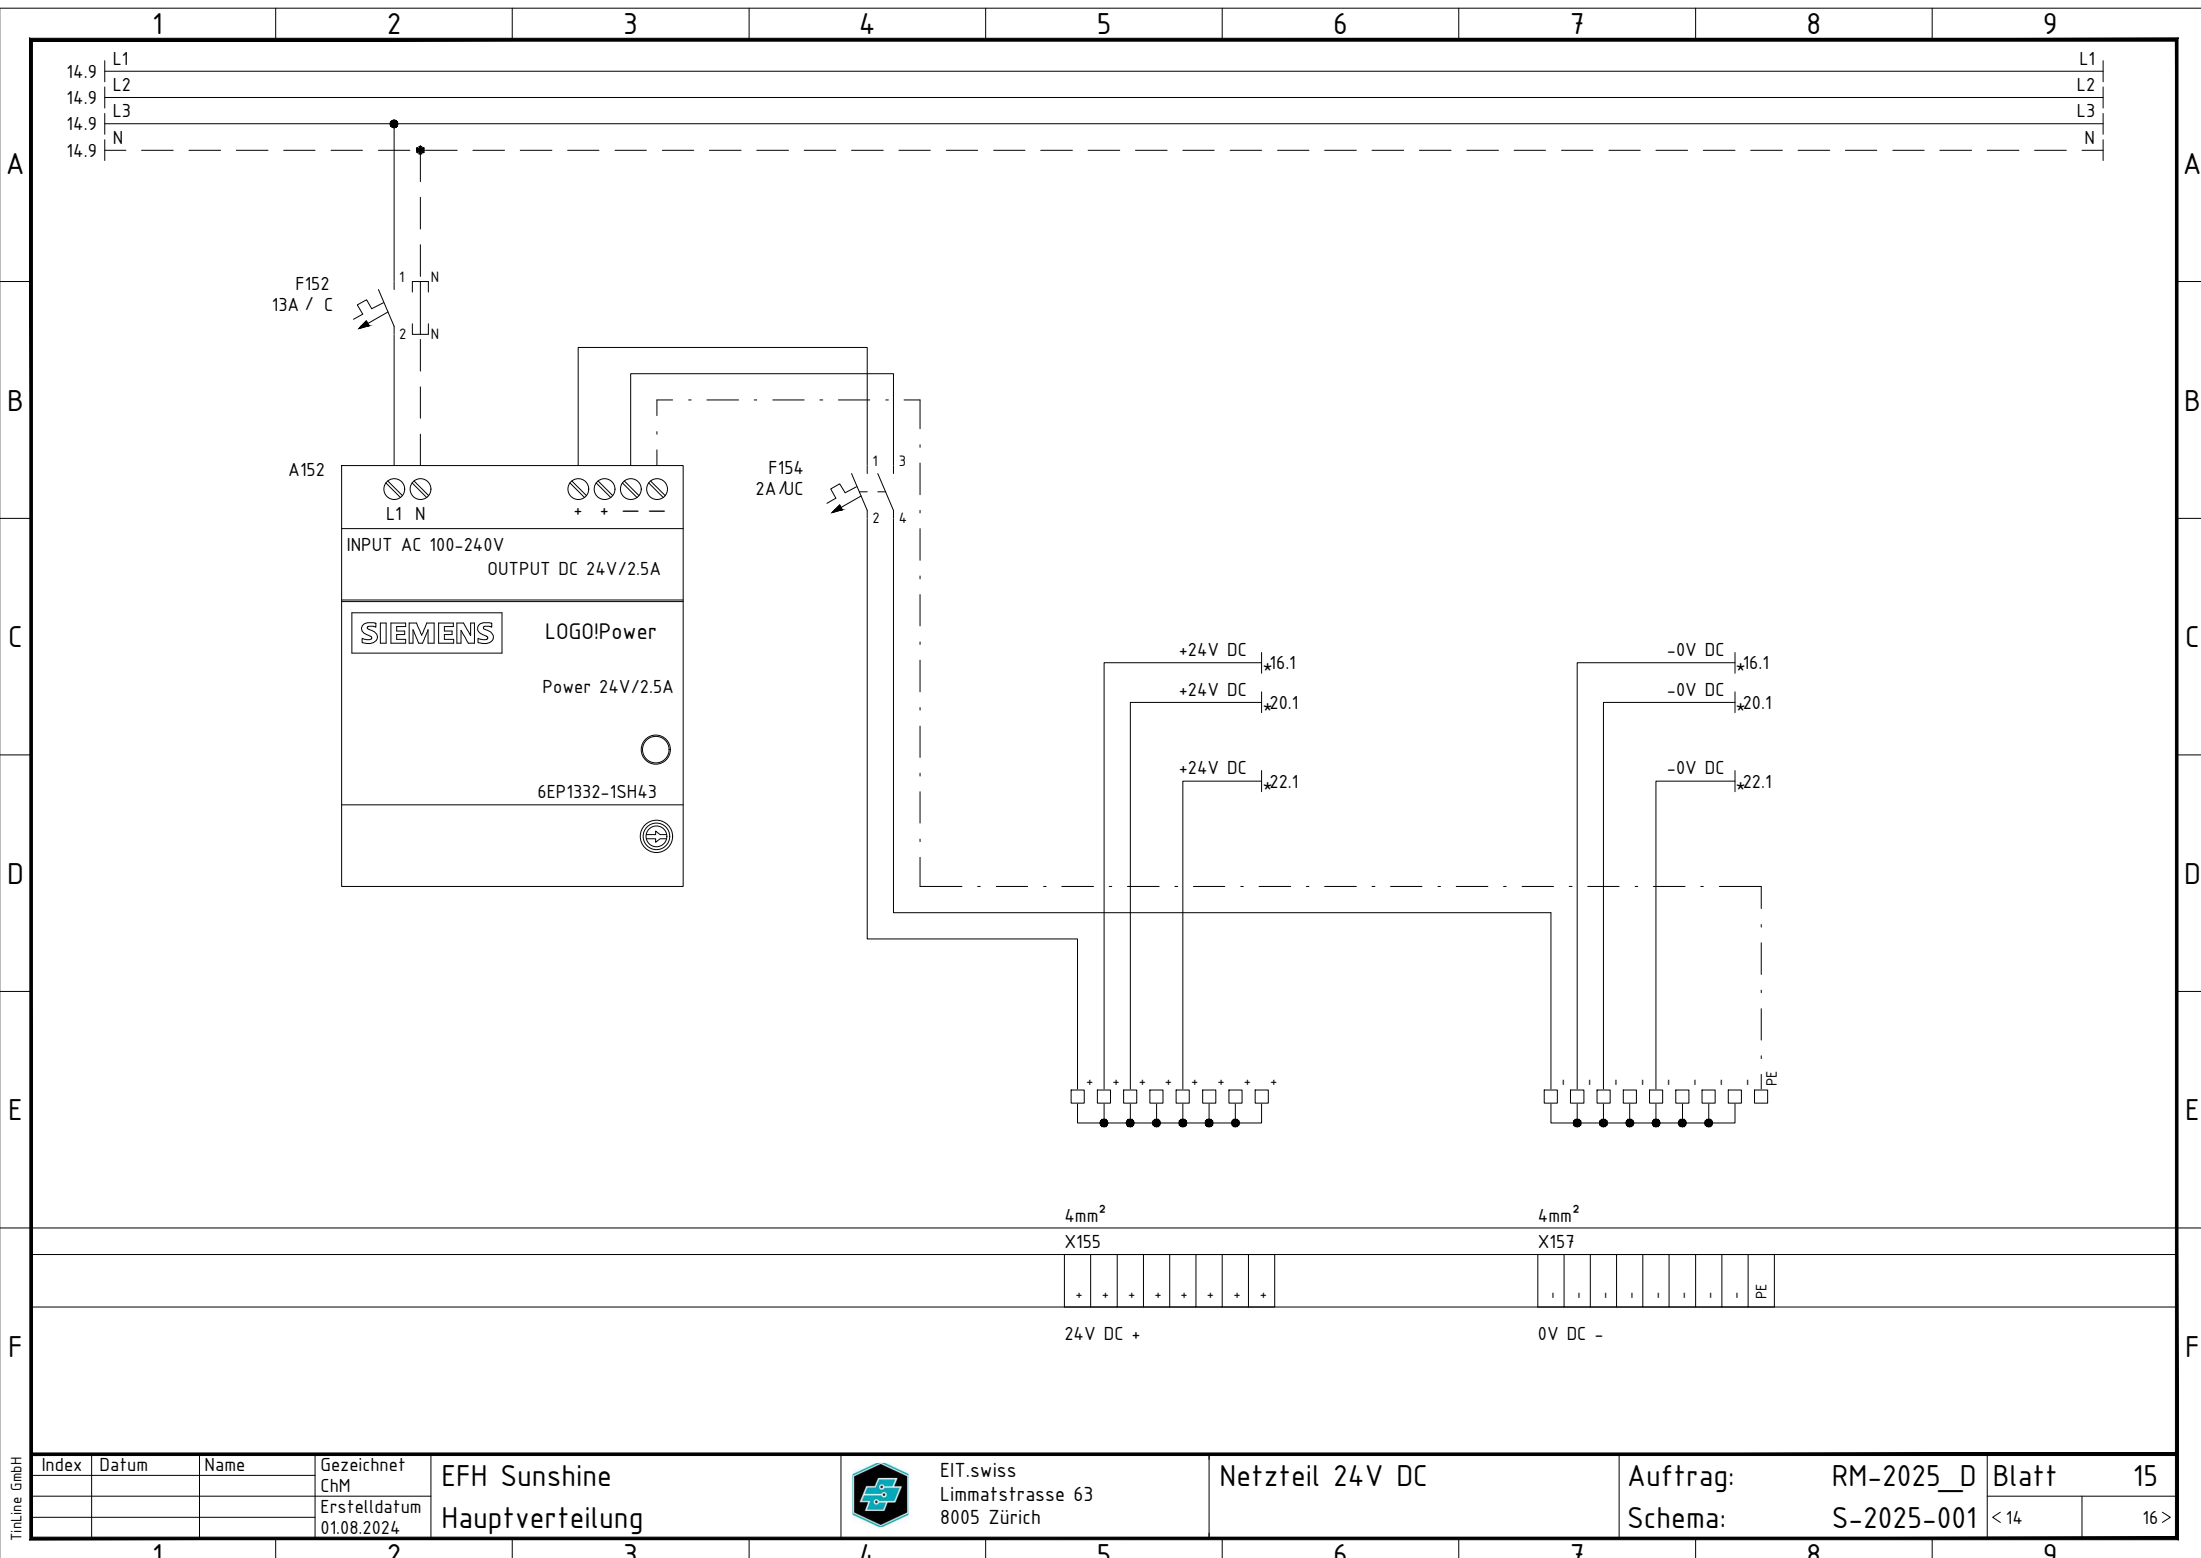 1 2 3 4 5 6 7 8 9
14.9 L1 L1
14.9 L2 L2
14.9 L3 L3
14.9 N N
A A
F152 1 N
13A / C
2 N
B B
A152
F154 1 3
2A/UC
L1 N + + — —
2 4
INPUT AC 100-240V
OUTPUT DC 24V/2.5A
SIEMENS LOGO!Power
C C
+24V DC *16.1 -0V DC *16.1
Power 24V/2.5A
+24V DC *20.1 -0V DC *20.1
+24V DC *22.1 -0V DC *22.1
6EP1332-1SH43
D D
+ + + + + + + + - - - - - - - - PE
E E
4mm² 4mm²
X155 X157
+ + + + + + + + - - - - - - - - PE
24V DC + 0V DC -
F F
TinLine GmbH
Index Datum Name Gezeichnet
ChM
Erstelldatum
01.08.2024
EFH Sunshine
Hauptverteilung
EIT.swiss
Limmatstrasse 63
8005 Zürich
Netzteil 24V DC
Auftrag: RM-2025_D
Schema: S-2025-001
Blatt 15
< 14 16 >
1 2 3 4 5 6 7 8 9